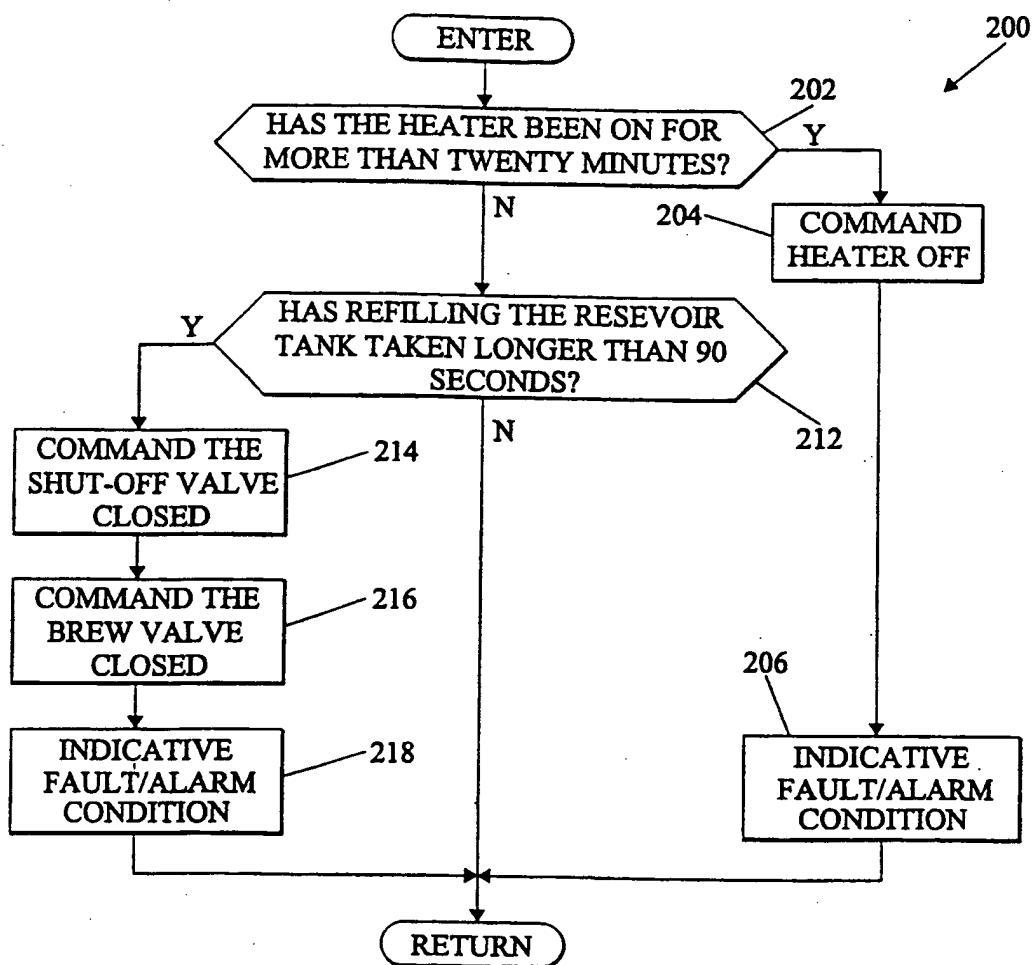 ENTER
200
202
HAS THE HEATER BEEN ON FOR
MORE THAN TWENTY MINUTES?
Y
N
204
COMMAND
HEATER OFF
HAS REFILLING THE RESEVOIR
TANK TAKEN LONGER THAN 90
SECONDS?
Y
N
212
COMMAND THE
SHUT-OFF VALVE
CLOSED
214
COMMAND THE
BREW VALVE
CLOSED
216
206
INDICATIVE
FAULT/ALARM
CONDITION
218
INDICATIVE
FAULT/ALARM
CONDITION
RETURN